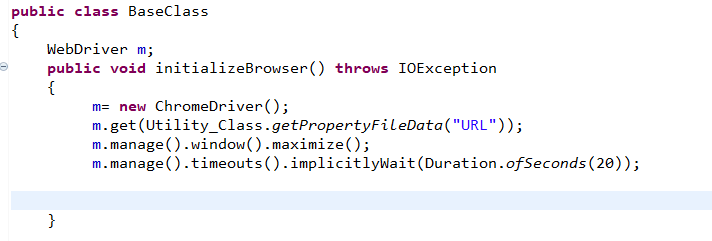 public class BaseClass
{
    WebDriver m;
    public void initializeBrowser() throws IOException
    {
         m= new ChromeDriver();
         m.get(Utility_Class.getPropertyFileData("URL"));
         m.manage().window().maximize();
         m.manage().timeouts().implicitlyWait(Duration.ofSeconds(20));
    }